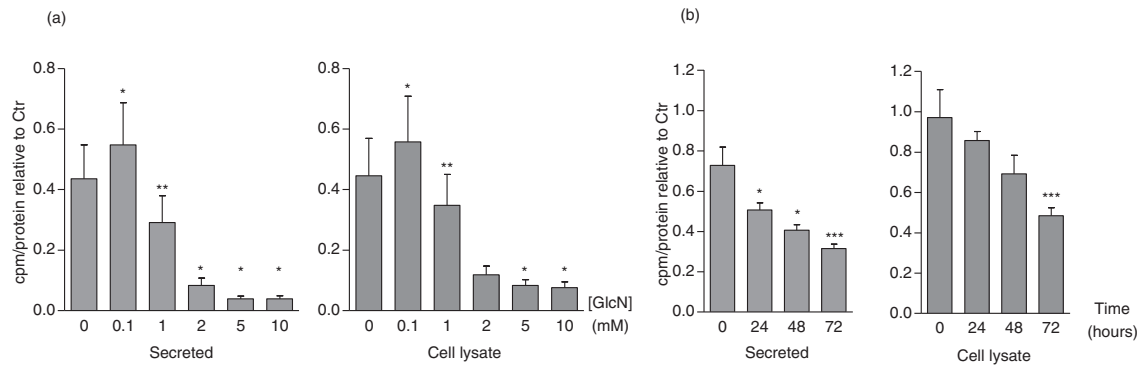 (a)
cpm/protein relative to Ctr
0.8
0.6
0.4
0.2
0.0
*
**
*
*
*
0 0.1 1 2 5 10
Secreted
0.8
0.6
0.4
0.2
0.0
*
**
*
*
0 0.1 1 2 5 10
Cell lysate
[GlcN]
(mM)
(b)
cpm/protein relative to Ctr
1.2
1.0
0.8
0.6
0.4
0.2
0.0
*
*
***
0 24 48 72
Secreted
1.2
1.0
0.8
0.6
0.4
0.2
0.0
***
0 24 48 72
Cell lysate
Time
(hours)